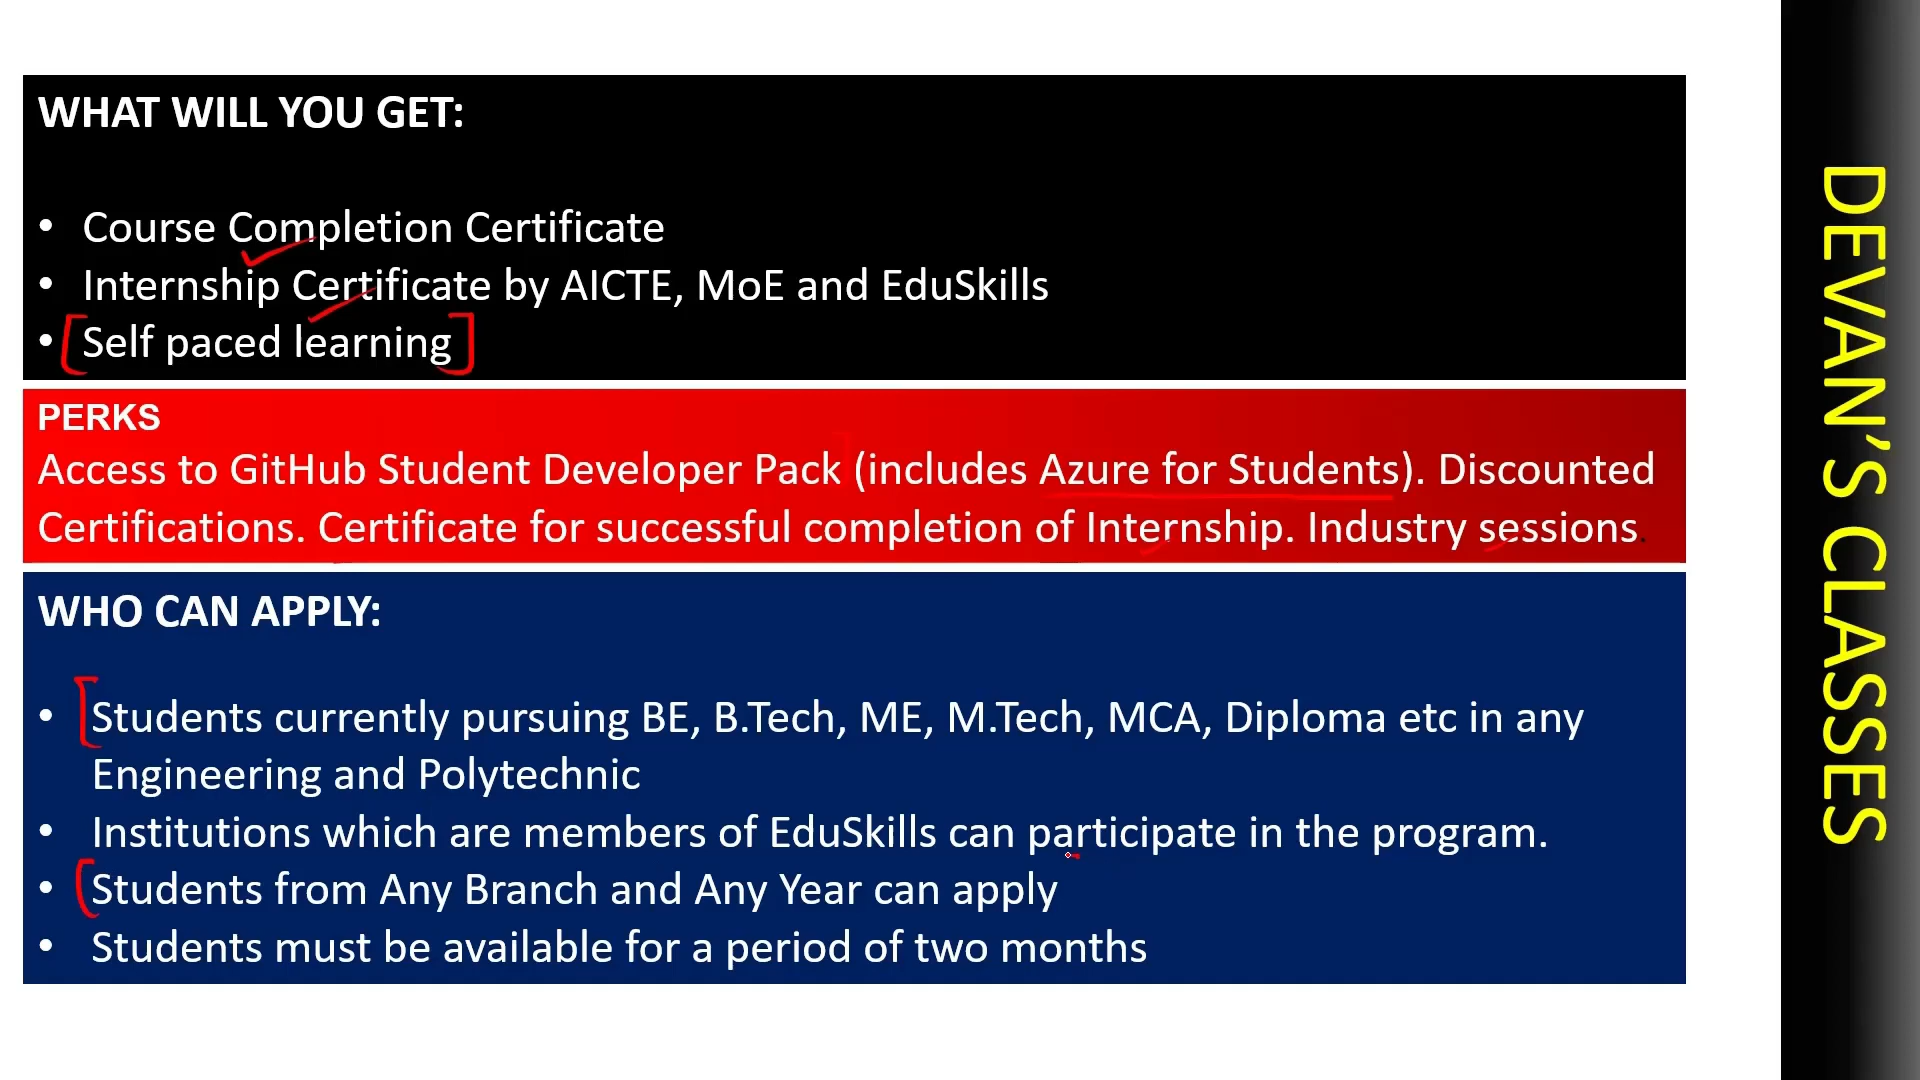 WHAT WILL YOU GET:
• Course Completion Certificate
• Internship Certificate by AICTE, MoE and EduSkills
• Self paced learning
PERKS
Access to GitHub Student Developer Pack (includes Azure for Students). Discounted
Certifications. Certificate for successful completion of Internship. Industry sessions.
WHO CAN APPLY:
• Students currently pursuing BE, B.Tech, ME, M.Tech, MCA, Diploma etc in any
Engineering and Polytechnic
• Institutions which are members of EduSkills can participate in the program.
• Students from Any Branch and Any Year can apply
• Students must be available for a period of two months
DEVAN'S CLASSES